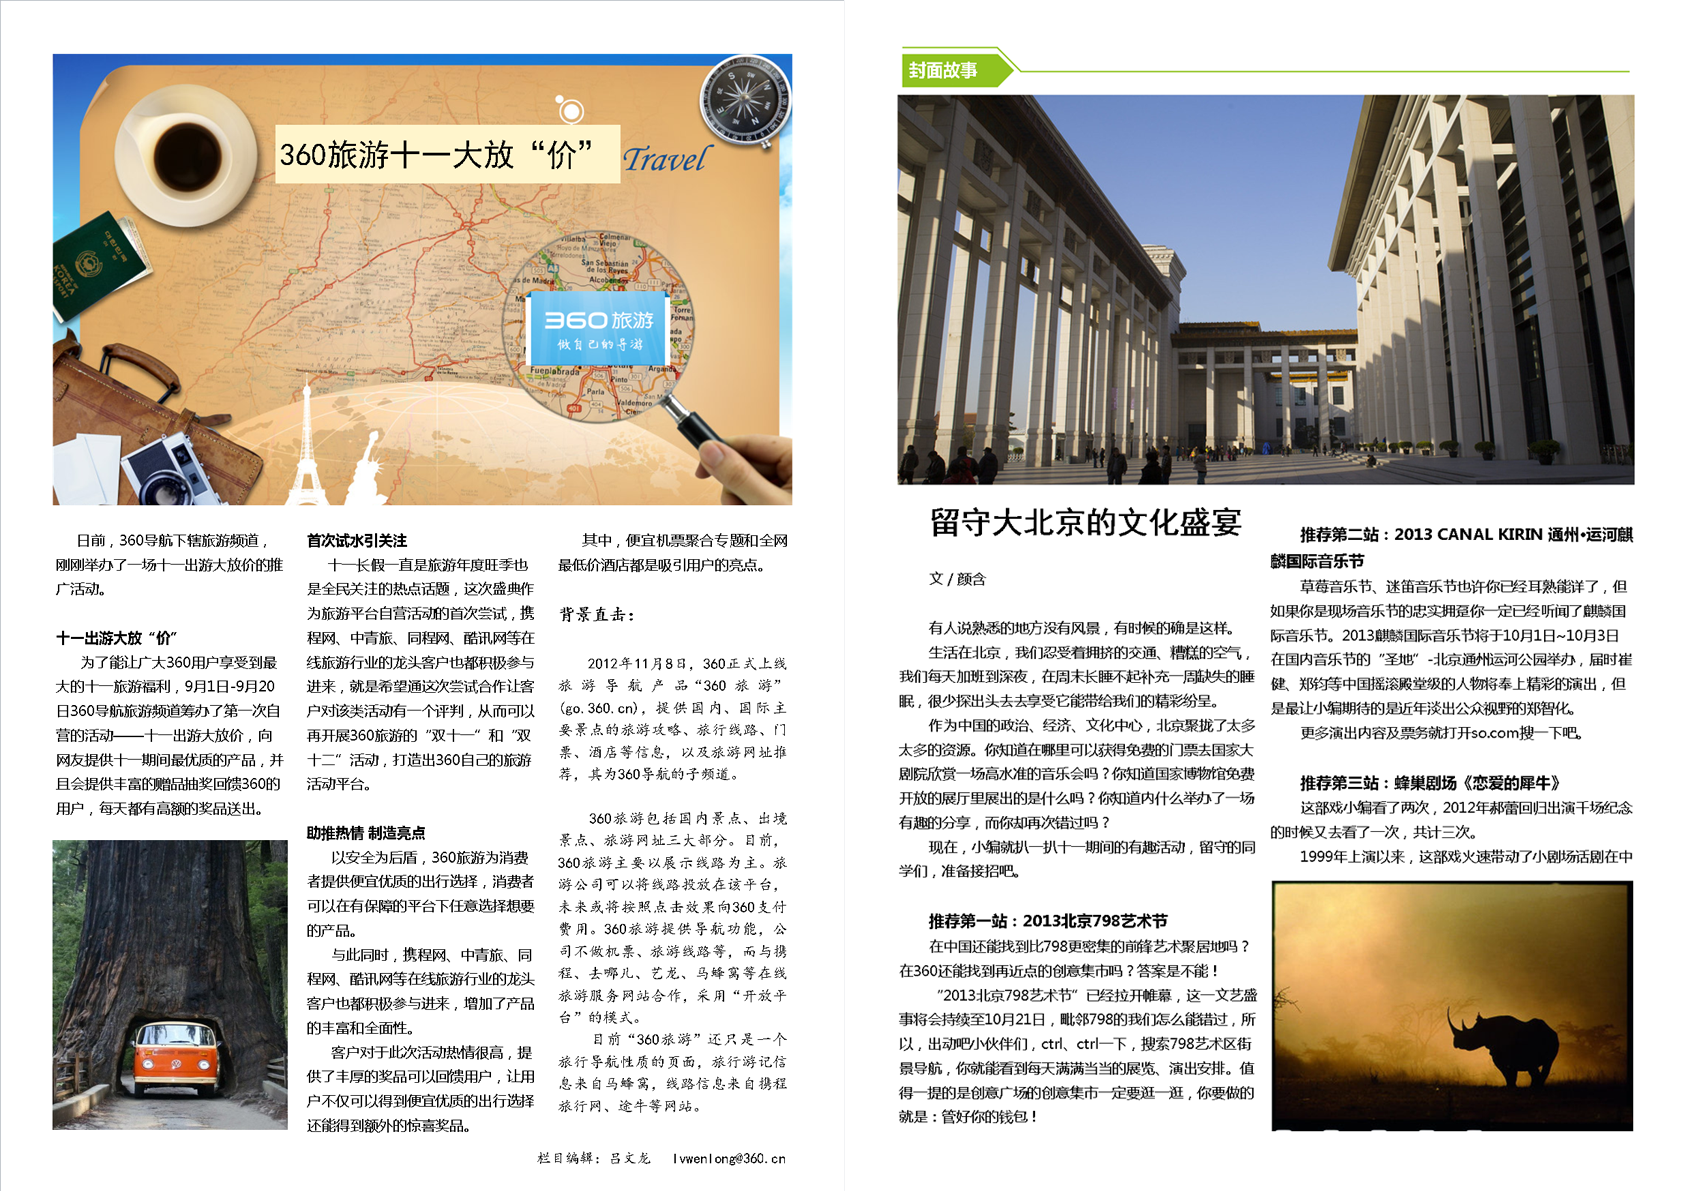 360旅游十一大放“价”
Travel
KOREA
PASSPORT
Villalba
Colmenar
Viejo
San Sebastián
de los Reyes
Alcobendas
360旅游
做自己的导游
Torre
Fuenlabrada
Parla
Pinto
Valdemoro
Arganda
日前，360导航下辖旅游频道，
刚刚举办了一场十一出游大放价的推
广活动。
十一出游大放“价”
为了能让广大360用户享受到最
大的十一旅游福利，9月1日-9月20
日360导航旅游频道筹办了第一次自
营的活动——十一出游大放价，向
网友提供十一期间最优质的产品，并
且会提供丰富的赠品抽奖回馈360的
用户，每天都有高额的奖品送出。
首次试水引关注
十一长假一直是旅游年度旺季也
是全民关注的热点话题，这次盛典作
为旅游平台自营活动的首次尝试，携
程网、中青旅、同程网、酷讯网等在
线旅游行业的龙头客户也都积极参与
进来，就是希望通这次尝试合作让客
户对该类活动有一个评判，从而可以
再开展360旅游的“双十一”和“双
十二”活动，打造出360自己的旅游
活动平台。
助推热情 制造亮点
以安全为后盾，360旅游为消费
者提供便宜优质的出行选择，消费者
可以在有保障的平台下任意选择想要
的产品。
与此同时，携程网、中青旅、同
程网、酷讯网等在线旅游行业的龙头
客户也都积极参与进来，增加了产品
的丰富和全面性。
客户对于此次活动热情很高，提
供了丰厚的奖品可以回馈用户，让用
户不仅可以得到便宜优质的出行选择
还能得到额外的惊喜奖品。
其中，便宜机票聚合专题和全网
最低价酒店都是吸引用户的亮点。
背景直击：
2012年11月8日，360正式上线
旅游导航产品“360旅游”
(go.360.cn)，提供国内、国际主
要景点的旅游攻略、旅行线路、门
票、酒店等信息，以及旅游网址推
荐，其为360导航的子频道。
360旅游包括国内景点、出境
景点、旅游网址三大部分。目前，
360旅游主要以展示线路为主。旅
游公司可以将线路投放在该平台，
未来或将按照点击效果向360支付
费用。360旅游提供导航功能，公
司不做机票、旅游线路等，而与携
程、去哪儿、艺龙、马蜂窝等在线
旅游服务网站合作，采用“开放平
台”的模式。
目前“360旅游”还只是一个
旅行导航性质的页面，旅行游记信
息来自马蜂窝，线路信息来自携程
旅行网、途牛等网站。
栏目编辑：吕文龙 lvwenlong@360.cn
封面故事
留守大北京的文化盛宴
文 / 颜含
有人说熟悉的地方没有风景，有时候的确是这样。
生活在北京，我们忍受着拥挤的交通、糟糕的空气，
我们每天加班到深夜，在周末长睡不起补充一周缺失的睡
眠，很少探出头去去享受它能带给我们的精彩纷呈。
作为中国的政治、经济、文化中心，北京聚拢了太多
太多的资源。你知道在哪里可以获得免费的门票去国家大
剧院欣赏一场高水准的音乐会吗？你知道国家博物馆免费
开放的展厅里展出的是什么吗？你知道内什么举办了一场
有趣的分享，而你却再次错过吗？
现在，小编就扒一扒十一期间的有趣活动，留守的同
学们，准备接招吧。
推荐第一站：2013北京798艺术节
在中国还能找到比798更密集的前锋艺术聚居地吗？
在360还能找到再近点的创意集市吗？答案是不能！
“2013北京798艺术节”已经拉开帷幕，这一文艺盛
事将会持续至10月21日，毗邻798的我们怎么能错过，所
以，出动吧小伙伴们，ctrl、ctrl一下，搜索798艺术区街
景导航，你就能看到每天满满当当的展览、演出安排。值
得一提的是创意广场的创意集市一定要逛一逛，你要做的
就是：管好你的钱包！
推荐第二站：2013 CANAL KIRIN 通州•运河麒
麟国际音乐节
草莓音乐节、迷笛音乐节也许你已经耳熟能详了，但
如果你是现场音乐节的忠实拥趸你一定已经听闻了麒麟国
际音乐节。2013麒麟国际音乐节将于10月1日~10月3日
在国内音乐节的“圣地”-北京通州运河公园举办，届时崔
健、郑钧等中国摇滚殿堂级的人物将奉上精彩的演出，但
是最让小编期待的是近年淡出公众视野的郑智化。
更多演出内容及票务就打开so.com搜一下吧。
推荐第三站：蜂巢剧场《恋爱的犀牛》
这部戏小编看了两次，2012年郝蕾回归出演千场纪念
的时候又去看了一次，共计三次。
1999年上演以来，这部戏火速带动了小剧场话剧在中